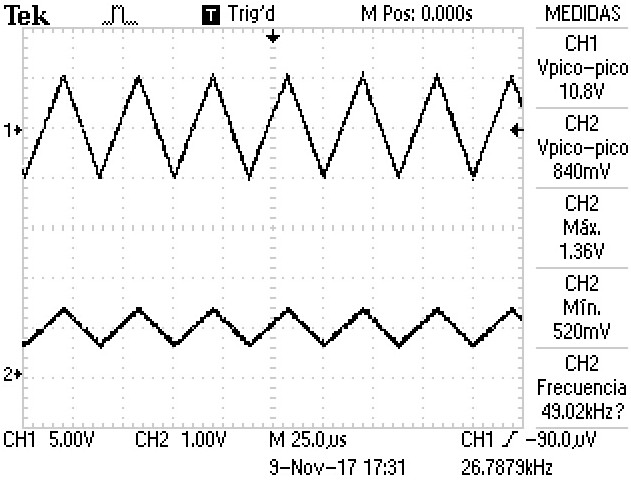 Tek T Trig'd M Pos: 0.000s MEDIDAS
CH1
Vpico-pico
10.8V
CH2
Vpico-pico
840mV
CH2
Máx.
1.36V
CH2
Mín.
520mV
CH2
Frecuencia
49.02kHz?
1
2
CH1 5.00V CH2 1.00V M 25.0µs CH1 -90.0µV
9-Nov-17 17:31 26.7879kHz